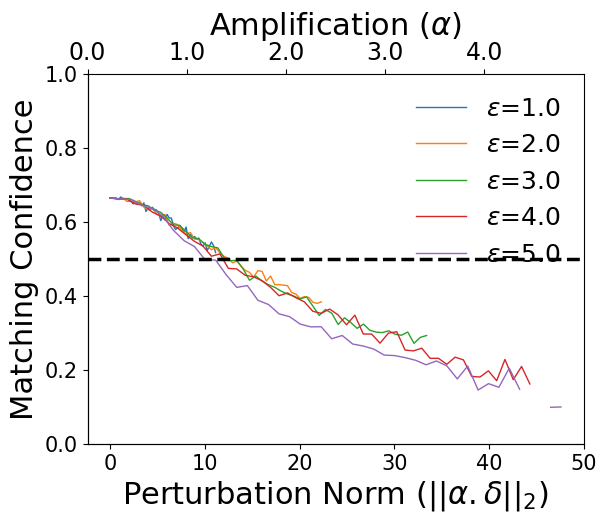 Amplification (α)
0.0 1.0 2.0 3.0 4.0
1.0
0.8
0.6
0.4
0.2
0.0
Matching Confidence
ε=1.0
ε=2.0
ε=3.0
ε=4.0
ε=5.0
0 10 20 30 40 50
Perturbation Norm (||α.δ||₂)